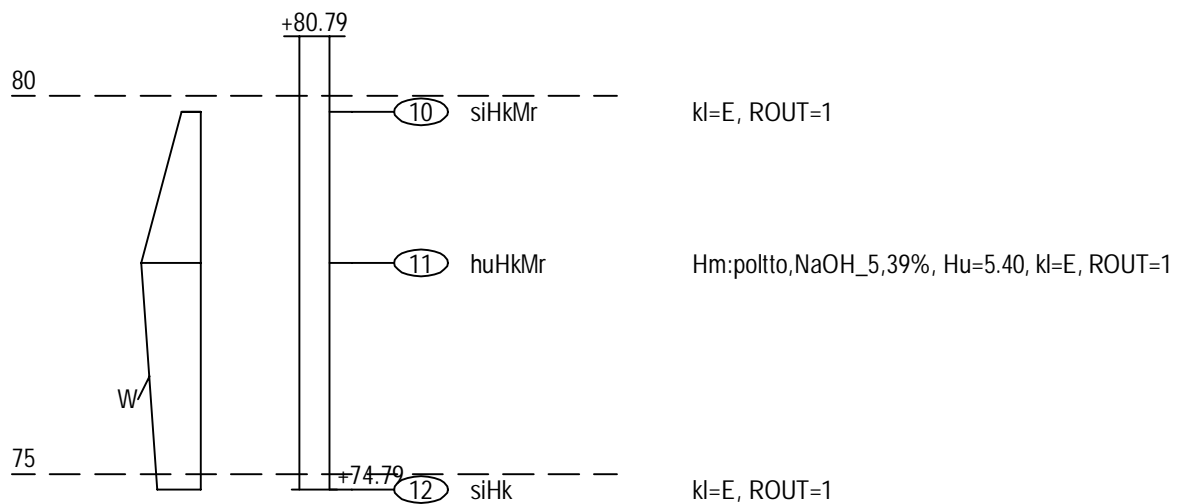 +80.79
80
10 siHkMr kl=E, ROUT=1
11 huHkMr Hm:poltto,NaOH_5,39%, Hu=5.40, kl=E, ROUT=1
W
75
+74.79
12 siHk kl=E, ROUT=1